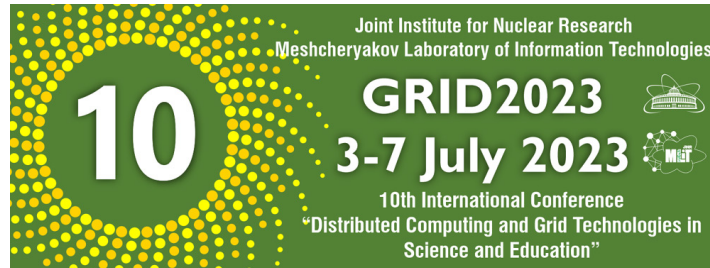 10
Joint Institute for Nuclear Research
Meshcheryakov Laboratory of Information Technologies
GRID2023
3-7 July 2023
MLIT
10th International Conference
“Distributed Computing and Grid Technologies in
Science and Education”